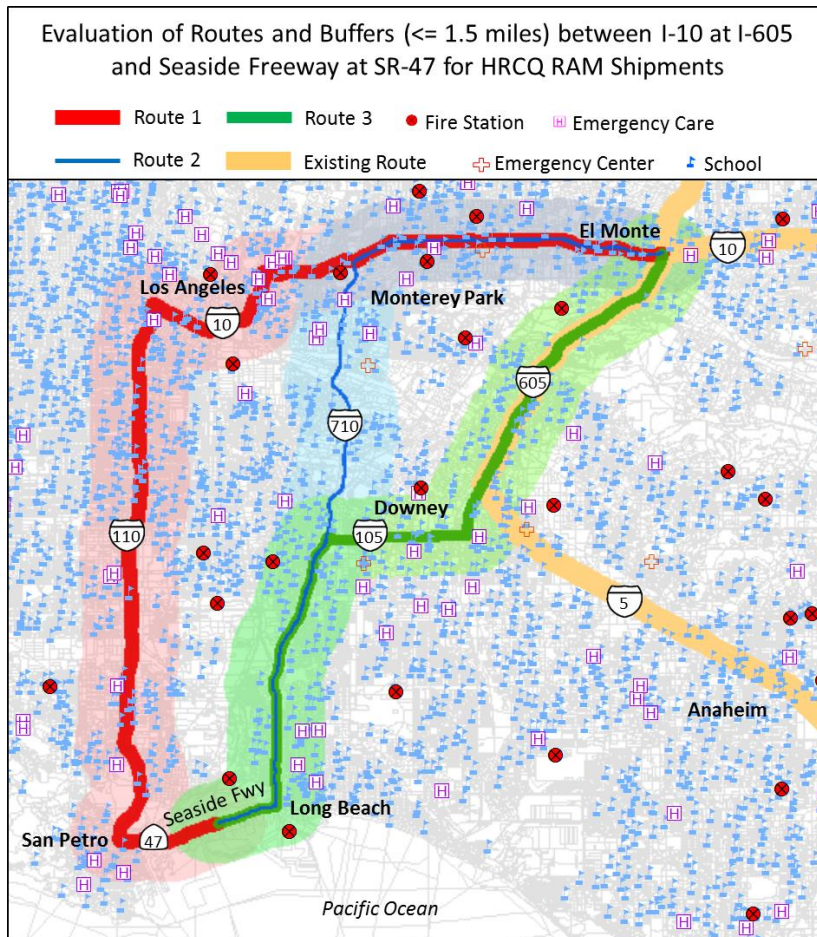 Evaluation of Routes and Buffers (<= 1.5 miles) between I-10 at I-605
and Seaside Freeway at SR-47 for HRCQ RAM Shipments
Route 1
Route 3
Fire Station
H Emergency Care
Route 2
Existing Route
Emergency Center
School
El Monte
10
Los Angeles
Monterey Park
10
605
710
Downey
110
105
5
Anaheim
Seaside Fwy
Long Beach
San Petro
47
Pacific Ocean